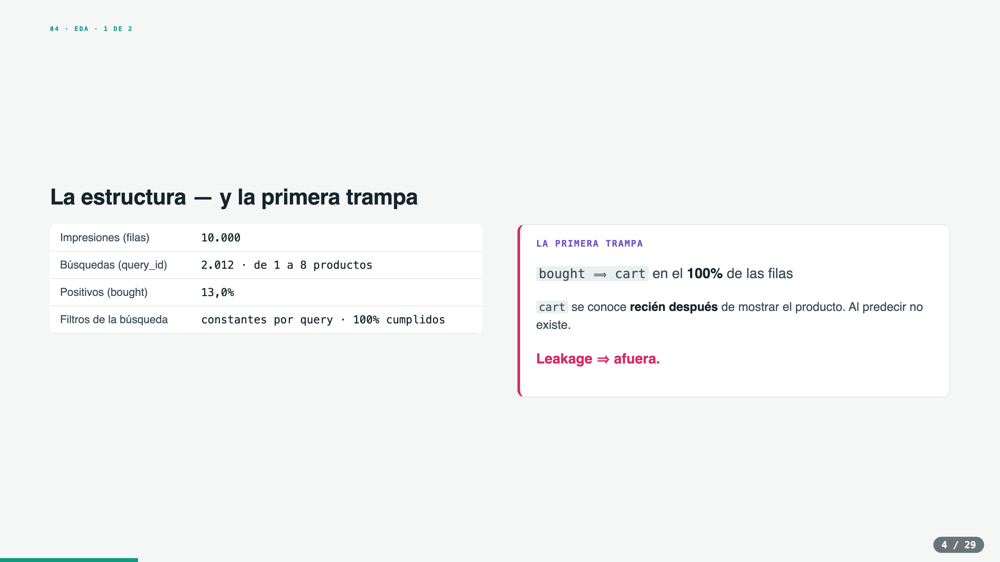 04 · EDA · 1 DE 2
La estructura — y la primera trampa
Impresiones (filas) 10.000
Búsquedas (query_id) 2.012 · de 1 a 8 productos
Positivos (bought) 13,0%
Filtros de la búsqueda constantes por query · 100% cumplidos
LA PRIMERA TRAMPA
bought ⟹ cart en el 100% de las filas
cart se conoce recién después de mostrar el producto. Al predecir no
existe.
Leakage ⇒ afuera.
4 / 29